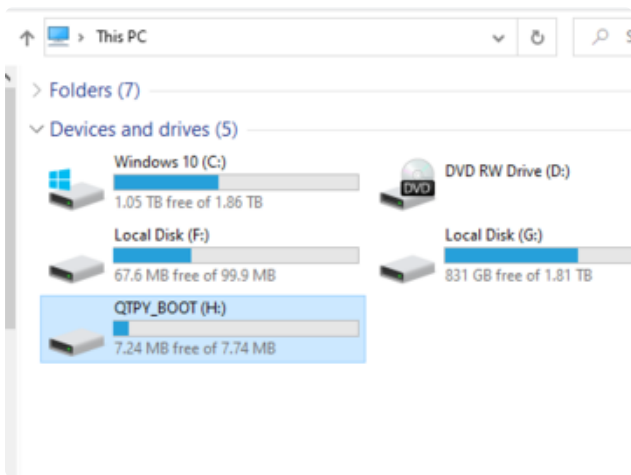 This PC
Folders (7)
Devices and drives (5)
Windows 10 (C:)
1.05 TB free of 1.86 TB
DVD RW Drive (D:)
DVD
Local Disk (F:)
67.6 MB free of 99.9 MB
Local Disk (G:)
831 GB free of 1.81 TB
QTPY_BOOT (H:)
7.24 MB free of 7.74 MB